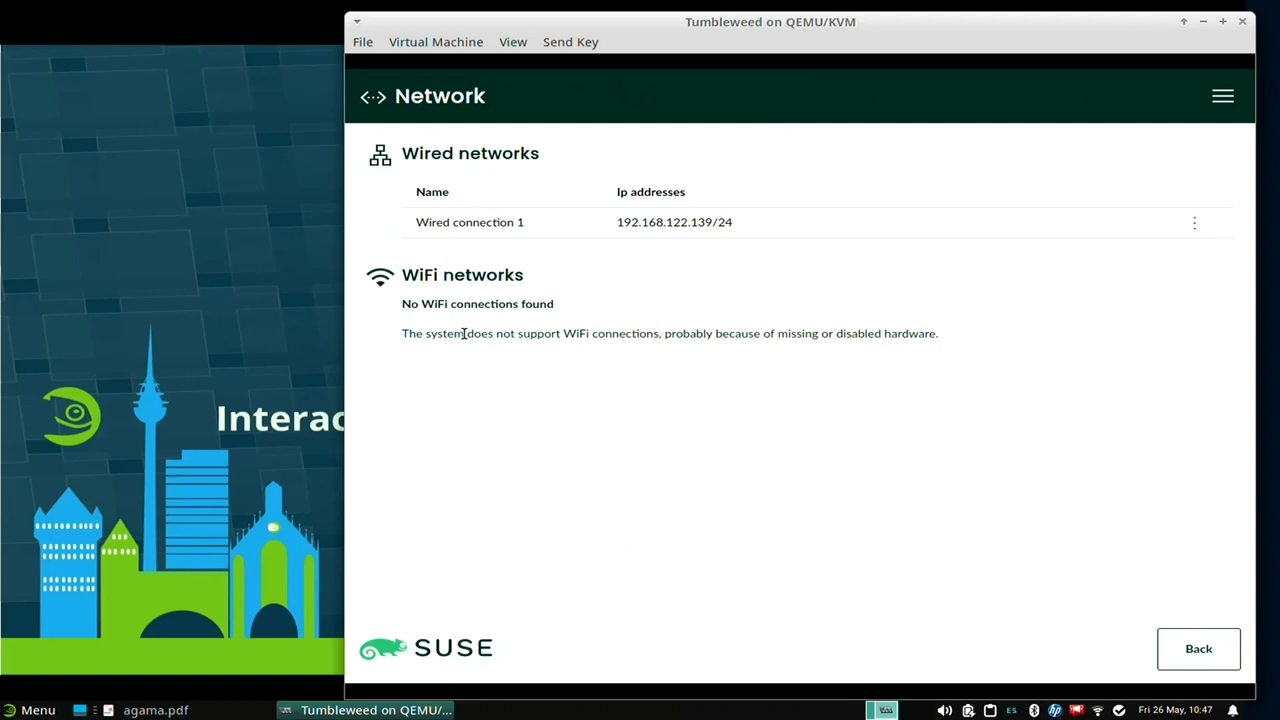 Tumbleweed on QEMU/KVM
File Virtual Machine View Send Key
Network
Wired networks
Name Ip addresses
Wired connection 1 192.168.122.139/24
WiFi networks
No WiFi connections found
The system does not support WiFi connections, probably because of missing or disabled hardware.
Interac
SUSE
Back
Menu agama.pdf Tumbleweed on QEMU/... ES Fri 26 May, 10:47